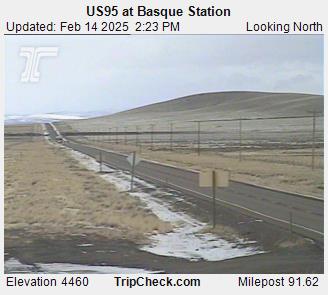 US95 at Basque Station
Updated: Feb 14 2025 2:23 PM Looking North
Elevation 4460 TripCheck.com Milepost 91.62